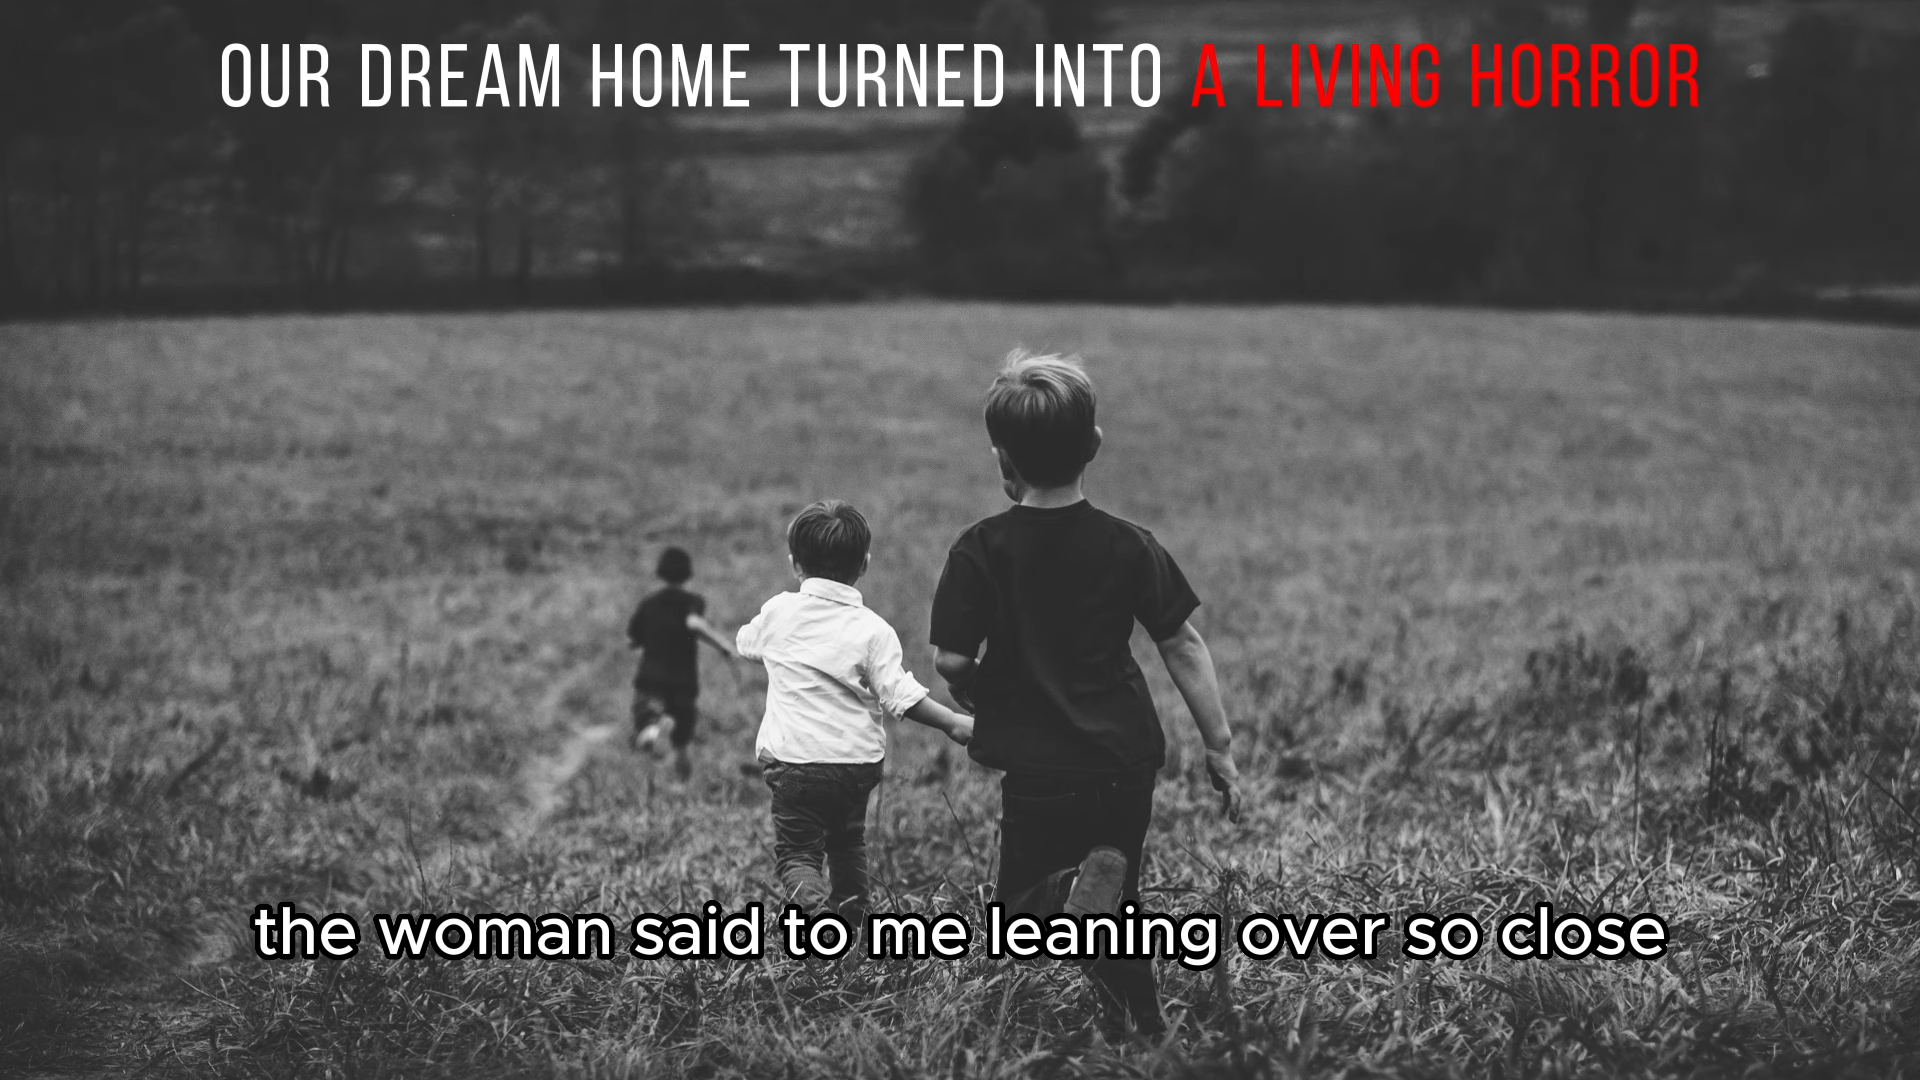 OUR DREAM HOME TURNED INTO A LIVING HORROR
the woman said to me leaning over so close